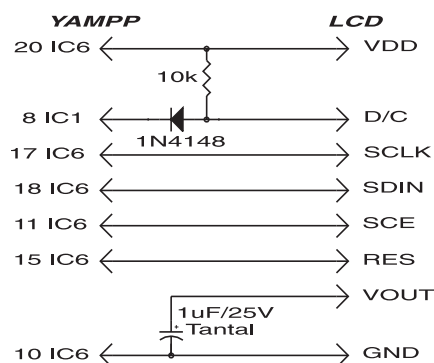 YAMPP LCD
20 IC6 VDD
10k
8 IC1 D/C
1N4148
17 IC6 SCLK
18 IC6 SDIN
11 IC6 SCE
15 IC6 RES
VOUT
1uF/25V
+ Tantal
10 IC6 GND